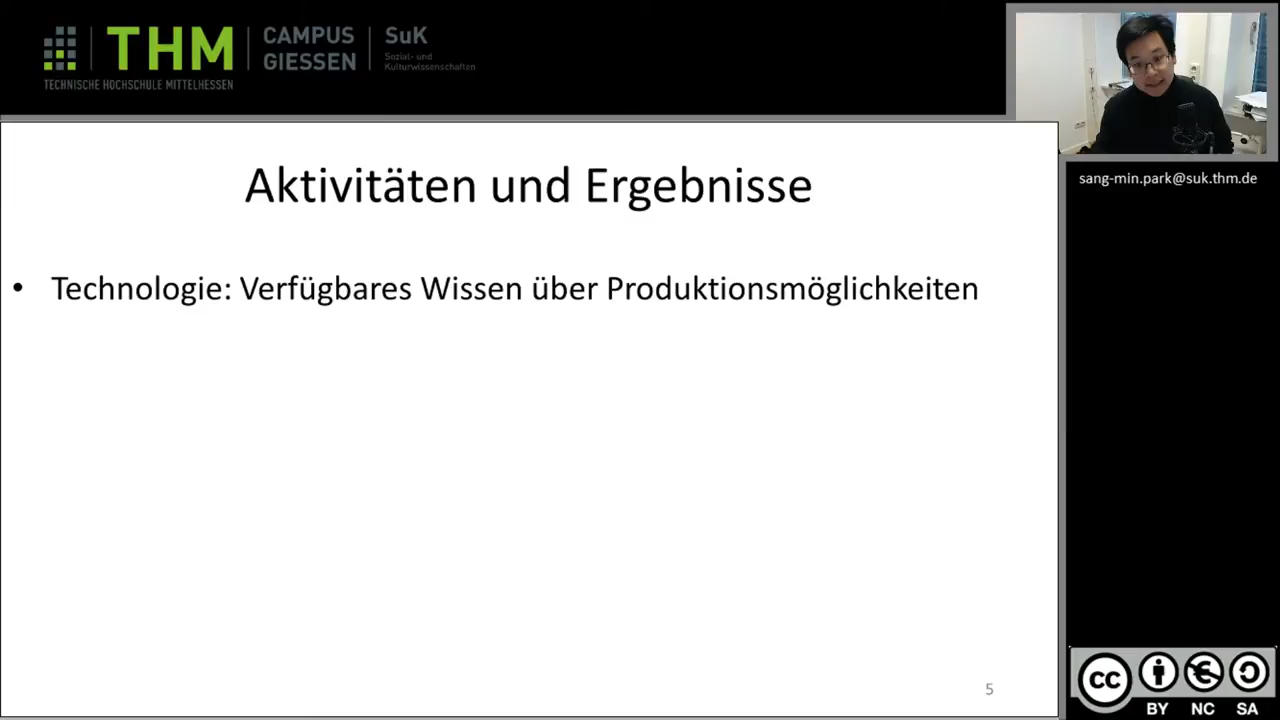 THM
CAMPUS
GIESSEN
SuK
Sozial- und
Kulturwissenschaften
TECHNISCHE HOCHSCHULE MITTELHESSEN
sang-min.park@suk.thm.de
Aktivitäten und Ergebnisse
• Technologie: Verfügbares Wissen über Produktionsmöglichkeiten
5
cc
BY NC SA